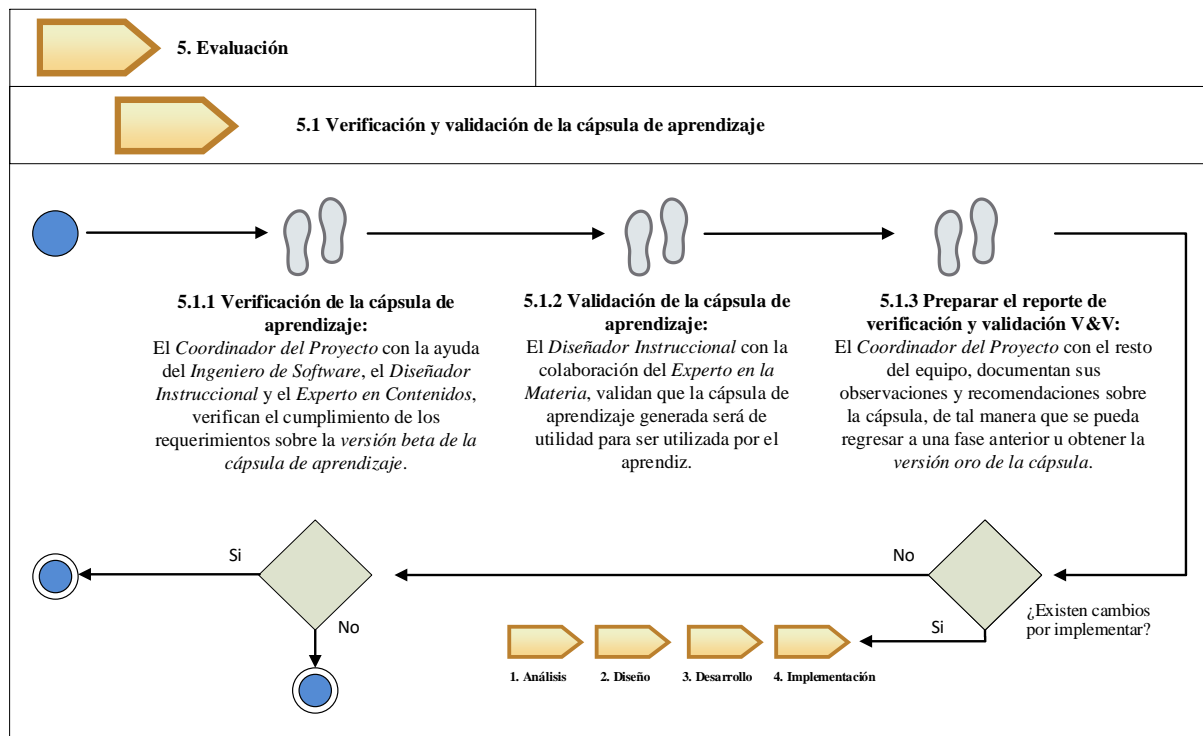 5. Evaluación
5.1 Verificación y validación de la cápsula de aprendizaje
5.1.1 Verificación de la cápsula de
aprendizaje:
El Coordinador del Proyecto con la ayuda
del Ingeniero de Software, el Diseñador
Instruccional y el Experto en Contenidos,
verifican el cumplimiento de los
requerimientos sobre la versión beta de la
cápsula de aprendizaje.
5.1.2 Validación de la cápsula de
aprendizaje:
El Diseñador Instruccional con la
colaboración del Experto en la
Materia, validan que la cápsula de
aprendizaje generada será de
utilidad para ser utilizada por el
aprendiz.
5.1.3 Preparar el reporte de
verificación y validación V&V:
El Coordinador del Proyecto con el resto
del equipo, documentan sus
observaciones y recomendaciones sobre
la cápsula, de tal manera que se pueda
regresar a una fase anterior u obtener la
versión oro de la cápsula.
Si
No
No
Si
¿Existen cambios
por implementar?
1. Análisis
2. Diseño
3. Desarrollo
4. Implementación